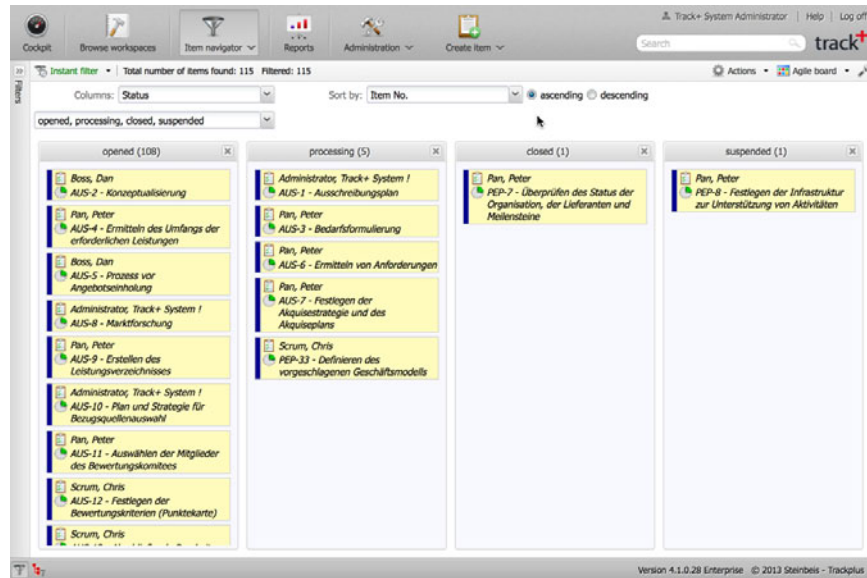 Track+ System Administrator | Help | Log off
Cockpit Browse workspaces Item navigator Reports Administration Create item
Search track+
Filters
Instant filter Total number of items found: 115 Filtered: 115 Actions Agile board
Columns: Status Sort by: Item No. ascending descending
opened, processing, closed, suspended
opened (108)
Boss, Dan
AUS-2 - Konzeptualisierung
Pan, Peter
AUS-4 - Ermitteln des Umfangs der
erforderlichen Leistungen
Boss, Dan
AUS-5 - Prozess vor
Angebotseinholung
Administrator, Track+ System !
AUS-8 - Marktforschung
Pan, Peter
AUS-9 - Erstellen des
Leistungsverzeichnisses
Administrator, Track+ System !
AUS-10 - Plan und Strategie für
Bezugsquellenauswahl
Pan, Peter
AUS-11 - Auswählen der Mitglieder
des Bewertungskomitees
Scrum, Chris
AUS-12 - Festlegen der
Bewertungskriterien (Punktekarte)
Scrum, Chris
processing (5)
Administrator, Track+ System !
AUS-1 - Ausschreibungsplan
Pan, Peter
AUS-3 - Bedarfsformulierung
Pan, Peter
AUS-6 - Ermitteln von Anforderungen
Pan, Peter
AUS-7 - Festlegen der
Akquisestrategie und des
Akquiseplans
Scrum, Chris
PEP-33 - Definieren des
vorgeschlagenen Geschäftsmodells
closed (1)
Pan, Peter
PEP-7 - Überprüfen des Status der
Organisation, der Lieferanten und
Meilensteine
suspended (1)
Pan, Peter
PEP-8 - Festlegen der Infrastruktur
zur Unterstützung von Aktivitäten
Version 4.1.0.28 Enterprise © 2013 Steinbeis - Trackplus